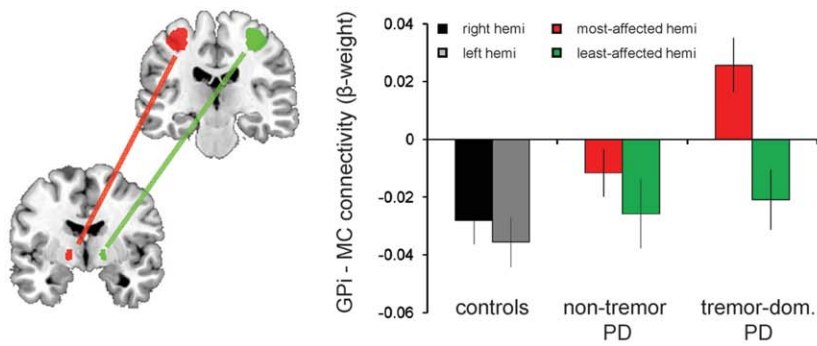 GPi - MC connectivity (β-weight)
0.04
0.02
0
-0.02
-0.04
-0.06
right hemi
left hemi
most-affected hemi
least-affected hemi
controls
non-tremor
PD
tremor-dom.
PD